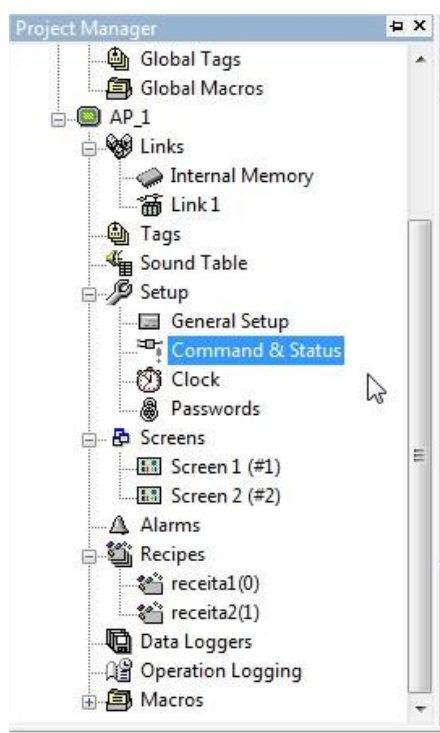 Project Manager
Global Tags
Global Macros
AP_1
Links
Internal Memory
Link 1
Tags
Sound Table
Setup
General Setup
Command & Status
Clock
Passwords
Screens
Screen 1 (#1)
Screen 2 (#2)
Alarms
Recipes
receita1(0)
receita2(1)
Data Loggers
Operation Logging
Macros